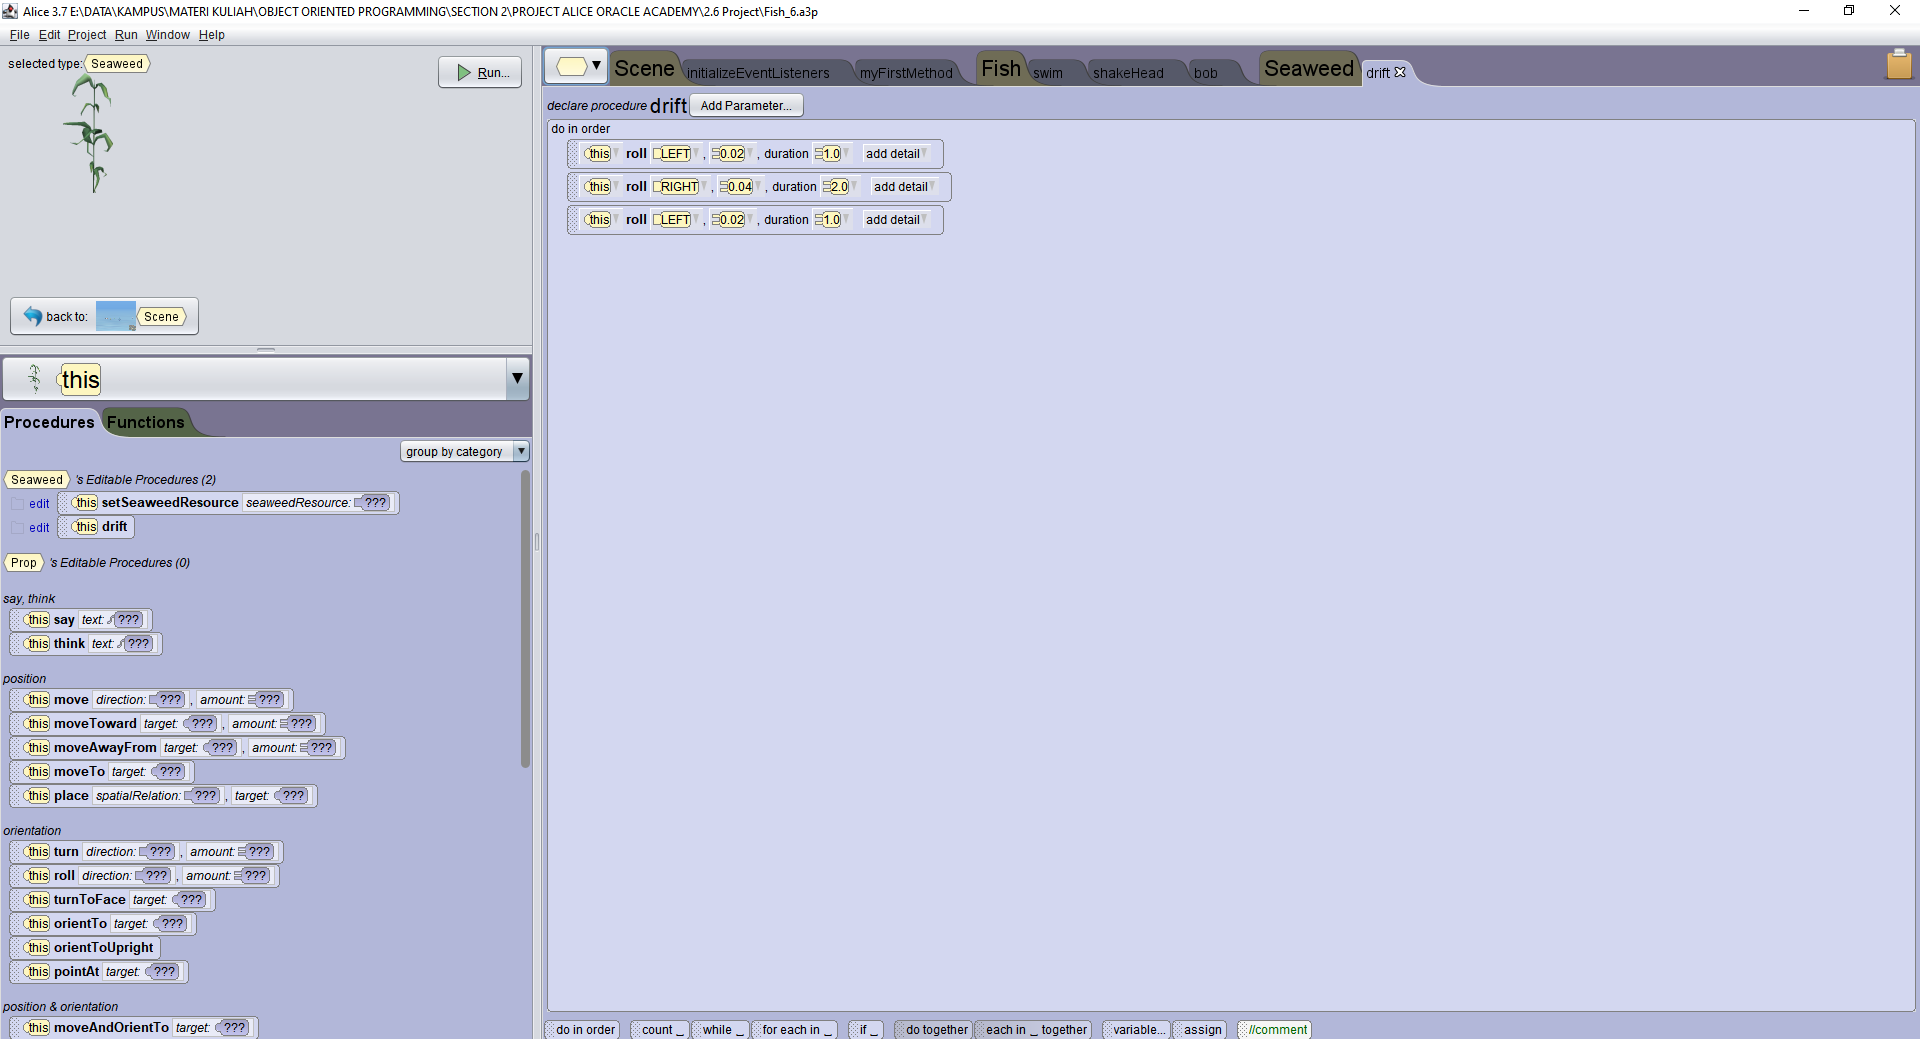 Alice 3.7 E:\DATA\KAMPUS\MATERI KULIAH\OBJECT ORIENTED PROGRAMMING\SECTION 2\PROJECT ALICE ORACLE ACADEMY\2.6 Project\Fish_6.a3p
File Edit Project Run Window Help
selected type: Seaweed
Run...
back to: Scene
this
Procedures Functions
group by category
Seaweed 's Editable Procedures (2)
edit this setSeaweedResource seaweedResource: ???
edit this drift
Prop 's Editable Procedures (0)
say, think
this say text: ???
this think text: ???
position
this move direction: ??? , amount: ???
this moveToward target: ??? , amount: ???
this moveAwayFrom target: ??? , amount: ???
this moveTo target: ???
this place spatialRelation: ??? , target: ???
orientation
this turn direction: ??? , amount: ???
this roll direction: ??? , amount: ???
this turnToFace target: ???
this orientTo target: ???
this orientToUpright
this pointAt target: ???
position & orientation
this moveAndOrientTo target: ???
Scene initializeEventListeners myFirstMethod Fish swim shakeHead bob Seaweed drift
declare procedure drift Add Parameter...
do in order
this roll LEFT , 0.02 , duration 1.0 add detail
this roll RIGHT , 0.04 , duration 2.0 add detail
this roll LEFT , 0.02 , duration 1.0 add detail
do in order count _ while _ for each in _ if _ do together each in _ together variable... assign //comment